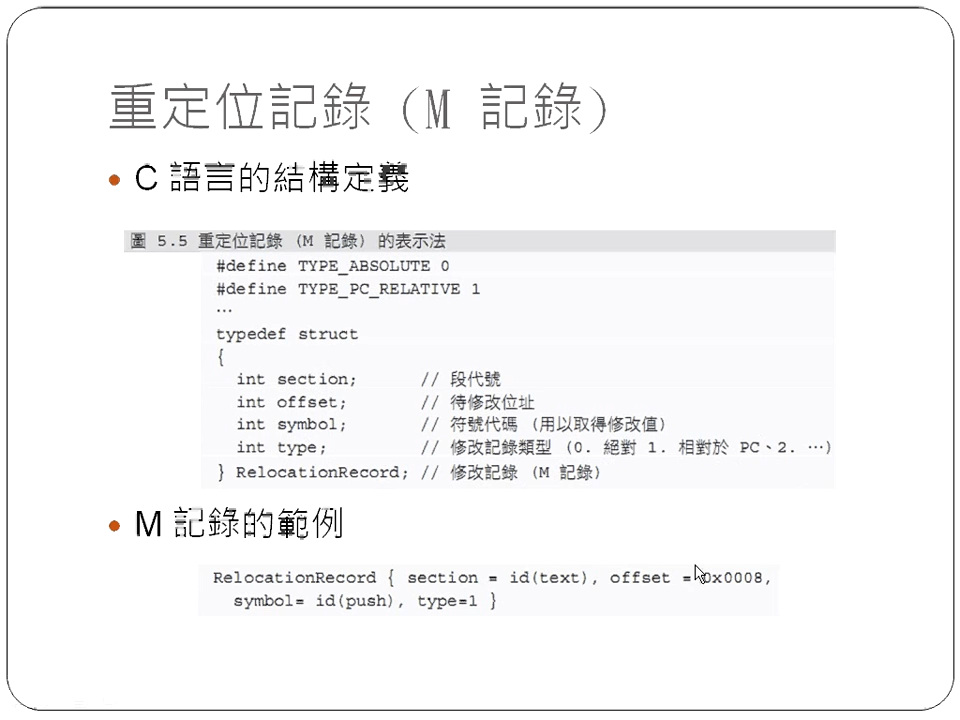 重定位記錄 (M 記錄)
• C 語言的結構定義
圖 5.5 重定位記錄 (M 記錄) 的表示法
#define TYPE_ABSOLUTE 0
#define TYPE_PC_RELATIVE 1
…
typedef struct
{
int section; // 段代號
int offset; // 待修改位址
int symbol; // 符號代碼 (用以取得修改值)
int type; // 修改記錄類型 (0. 絕對 1. 相對於 PC、2. …)
} RelocationRecord; // 修改記錄 (M 記錄)
• M 記錄的範例
RelocationRecord { section = id(text), offset = 0x0008,
symbol= id(push), type=1 }